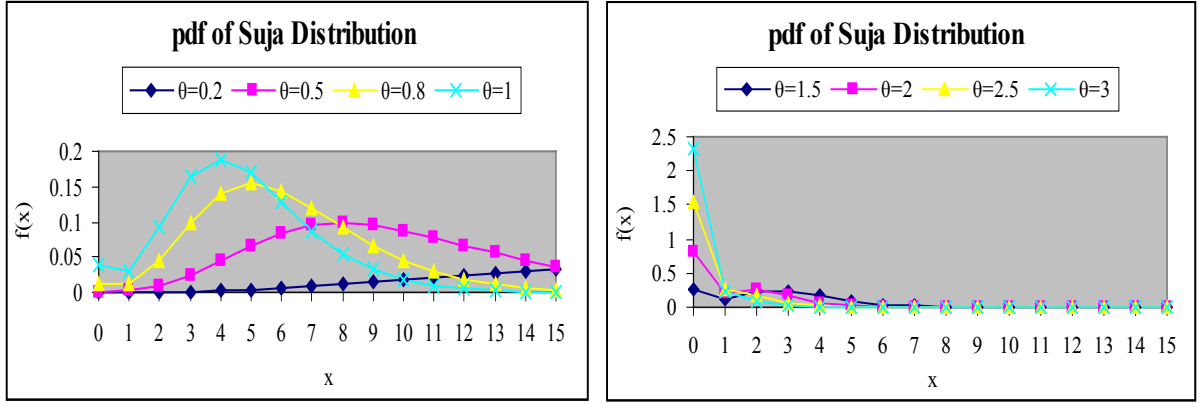 pdf of Suja Distribution
θ=0.2 θ=0.5 θ=0.8 θ=1
0.2
0.15
0.1
0.05
0
f(x)
0 1 2 3 4 5 6 7 8 9 10 11 12 13 14 15
x
pdf of Suja Distribution
θ=1.5 θ=2 θ=2.5 θ=3
2.5
2
1.5
1
0.5
0
f(x)
0 1 2 3 4 5 6 7 8 9 10 11 12 13 14 15
x